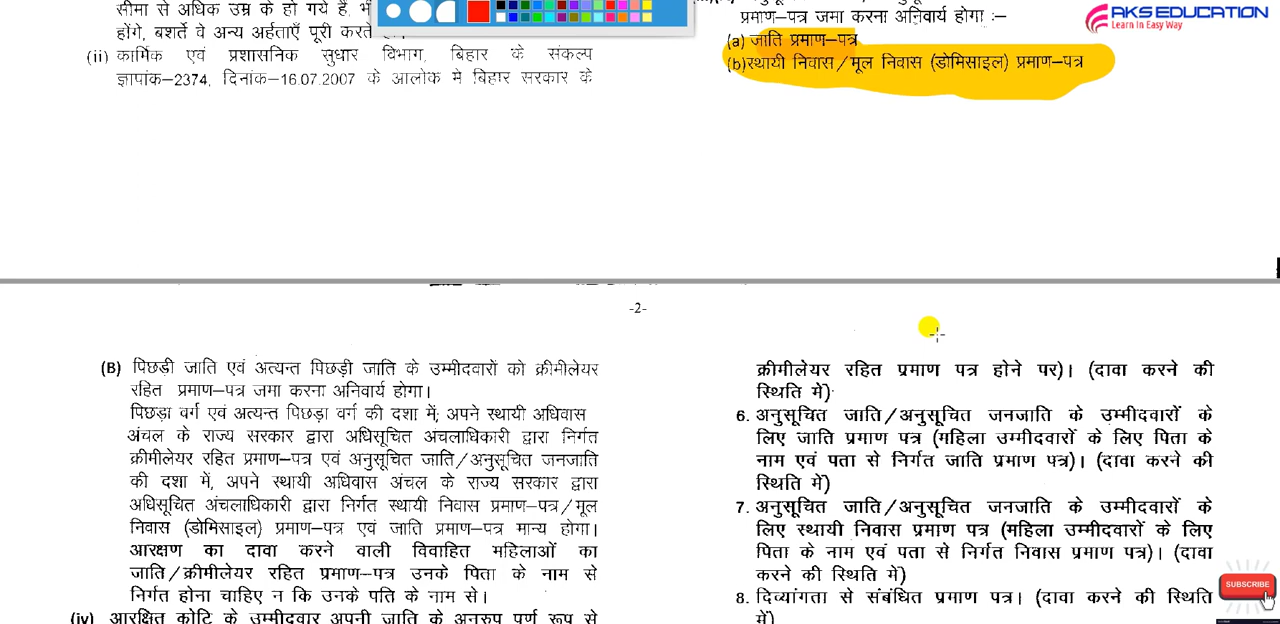 सीमा से अधिक उम्र के हो गये हैं, भी
होंगे, बशर्ते वे अन्य अर्हताएँ पूरी करते
(ii) कार्मिक एवं प्रशासनिक सुधार विभाग, बिहार के संकल्प
ज्ञापांक–2374, दिनांक–16.07.2007 के आलोक मे बिहार सरकार के
प्रमाण–पत्र जमा करना अनिवार्य होगा :–
(a) जाति प्रमाण–पत्र
(b) स्थायी निवास/मूल निवास (डोमिसाइल) प्रमाण–पत्र
AKS EDUCATION
Learn in Easy Way
-2-
(B) पिछड़ी जाति एवं अत्यन्त पिछड़ी जाति के उम्मीदवारों को क्रीमीलेयर
रहित प्रमाण–पत्र जमा करना अनिवार्य होगा।
पिछड़ा वर्ग एवं अत्यन्त पिछड़ा वर्ग की दशा में, अपने स्थायी अधिवास
अंचल के राज्य सरकार द्वारा अधिसूचित अंचलाधिकारी द्वारा निर्गत
क्रीमीलेयर रहित प्रमाण–पत्र एवं अनुसूचित जाति/अनुसूचित जनजाति
की दशा में, अपने स्थायी अधिवास अंचल के राज्य सरकार द्वारा
अधिसूचित अंचलाधिकारी द्वारा निर्गत स्थायी निवास प्रमाण–पत्र/मूल
निवास (डोमिसाइल) प्रमाण–पत्र एवं जाति प्रमाण–पत्र मान्य होगा।
आरक्षण का दावा करने वाली विवाहित महिलाओं का
जाति/क्रीमीलेयर रहित प्रमाण–पत्र उनके पिता के नाम से
निर्गत होना चाहिए न कि उनके पति के नाम से।
(iv) आरक्षित कोटि के उम्मीदवार अपनी जाति के अनुरुप पूर्ण रूप से
क्रीमीलेयर रहित प्रमाण पत्र होने पर)। (दावा करने की
स्थिति में)
6. अनुसूचित जाति/अनुसूचित जनजाति के उम्मीदवारों के
लिए जाति प्रमाण पत्र (महिला उम्मीदवारों के लिए पिता के
नाम एवं पता से निर्गत जाति प्रमाण पत्र)। (दावा करने की
स्थिति में)
7. अनुसूचित जाति/अनुसूचित जनजाति के उम्मीदवारों के
लिए स्थायी निवास प्रमाण पत्र (महिला उम्मीदवारों के लिए
पिता के नाम एवं पता से निर्गत निवास प्रमाण पत्र)। (दावा
करने की स्थिति में)
8. दिव्यांगता से संबंधित प्रमाण पत्र। (दावा करने की स्थिति
में)
SUBSCRIBE